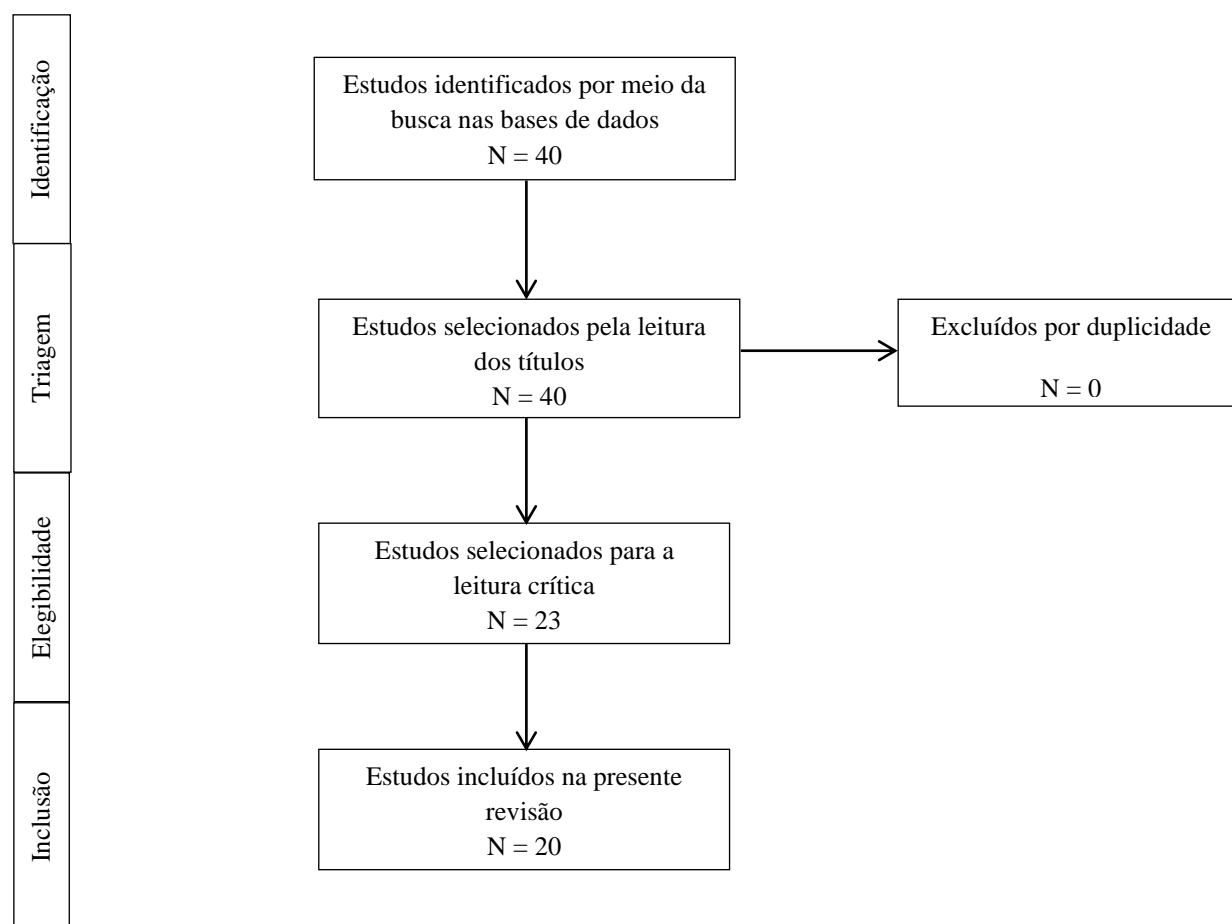 Identificação
Estudos identificados por meio da
busca nas bases de dados
N = 40
Triagem
Estudos selecionados pela leitura
dos títulos
N = 40
Excluídos por duplicidade
N = 0
Elegibilidade
Estudos selecionados para a
leitura crítica
N = 23
Inclusão
Estudos incluídos na presente
revisão
N = 20